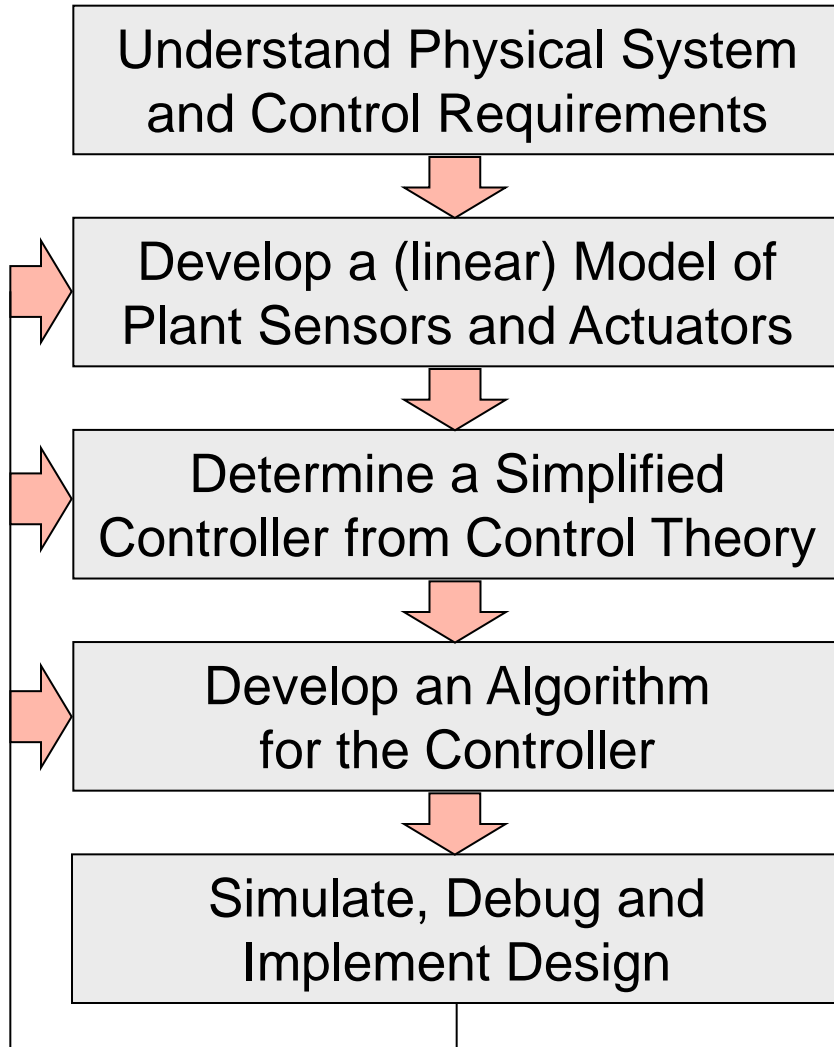 Understand Physical System
and Control Requirements
Develop a (linear) Model of
Plant Sensors and Actuators
Determine a Simplified
Controller from Control Theory
Develop an Algorithm
for the Controller
Simulate, Debug and
Implement Design